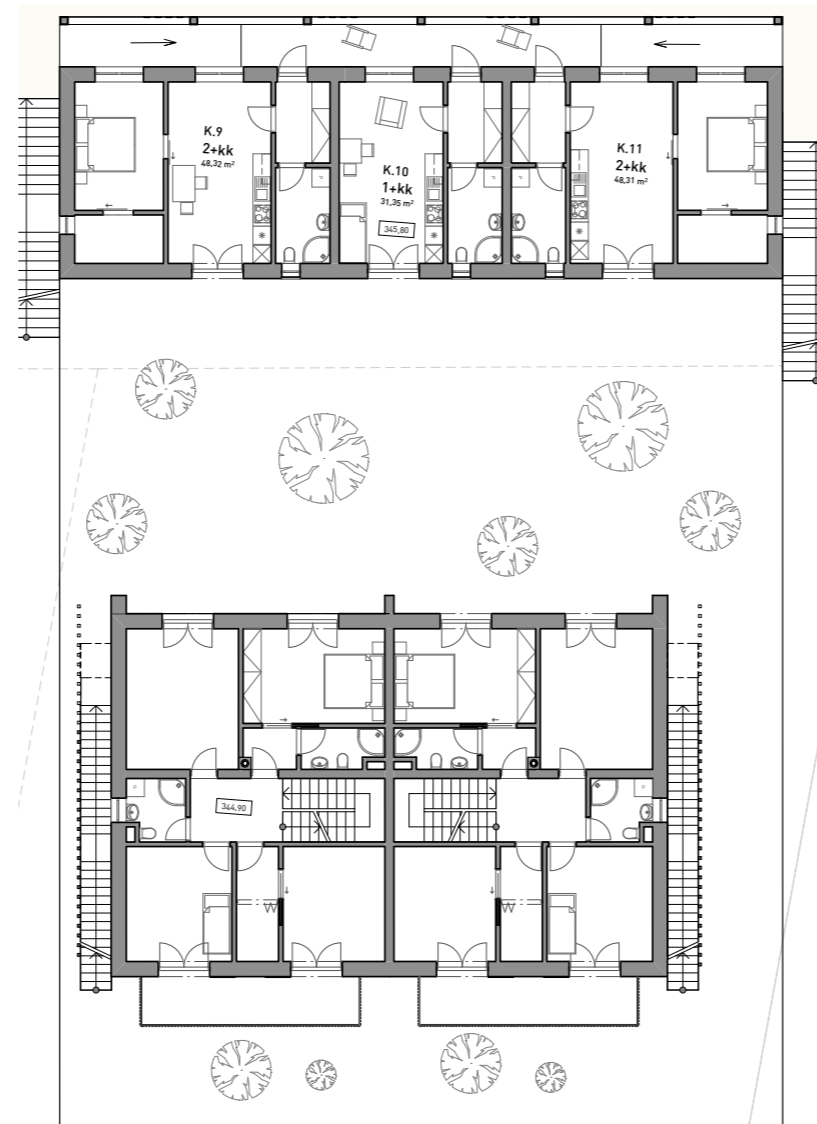 K.9
2+kk
48,32 m²
K.10
1+kk
31,35 m²
345,80
K.11
2+kk
48,31 m²
344,90